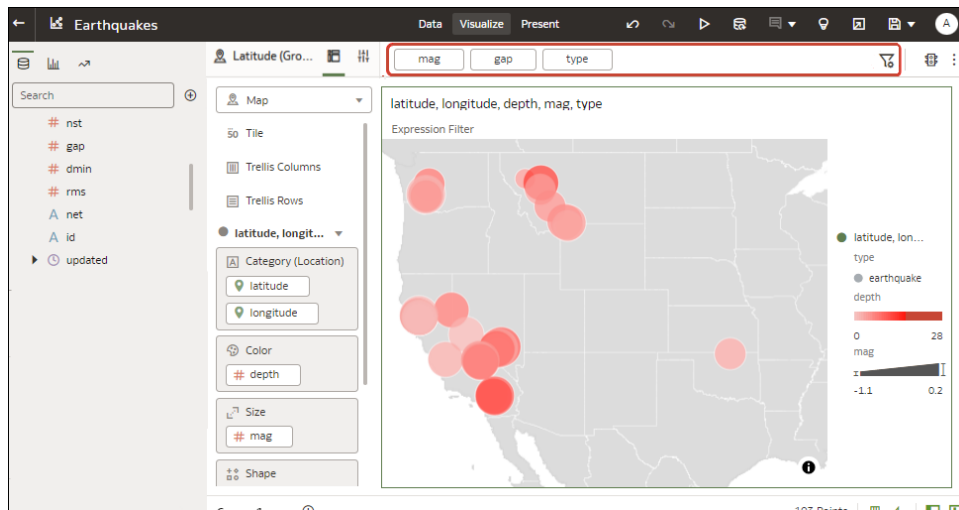 Earthquakes
Data Visualize Present
A
Latitude (Gro...
mag gap type
Search
# nst
# gap
# dmin
# rms
A net
A id
updated
Map
50 Tile
Trellis Columns
Trellis Rows
latitude, longit...
A Category (Location)
latitude
longitude
Color
# depth
Size
# mag
Shape
latitude, longitude, depth, mag, type
Expression Filter
latitude, lon...
type
earthquake
depth
0 28
mag
-1.1 0.2